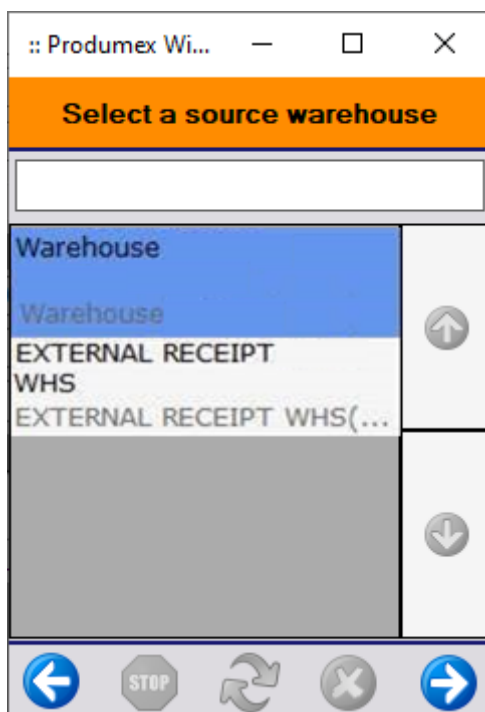 :: Produmex Wi...
Select a source warehouse
Warehouse
Warehouse
EXTERNAL RECEIPT
WHS
EXTERNAL RECEIPT WHS(...
STOP